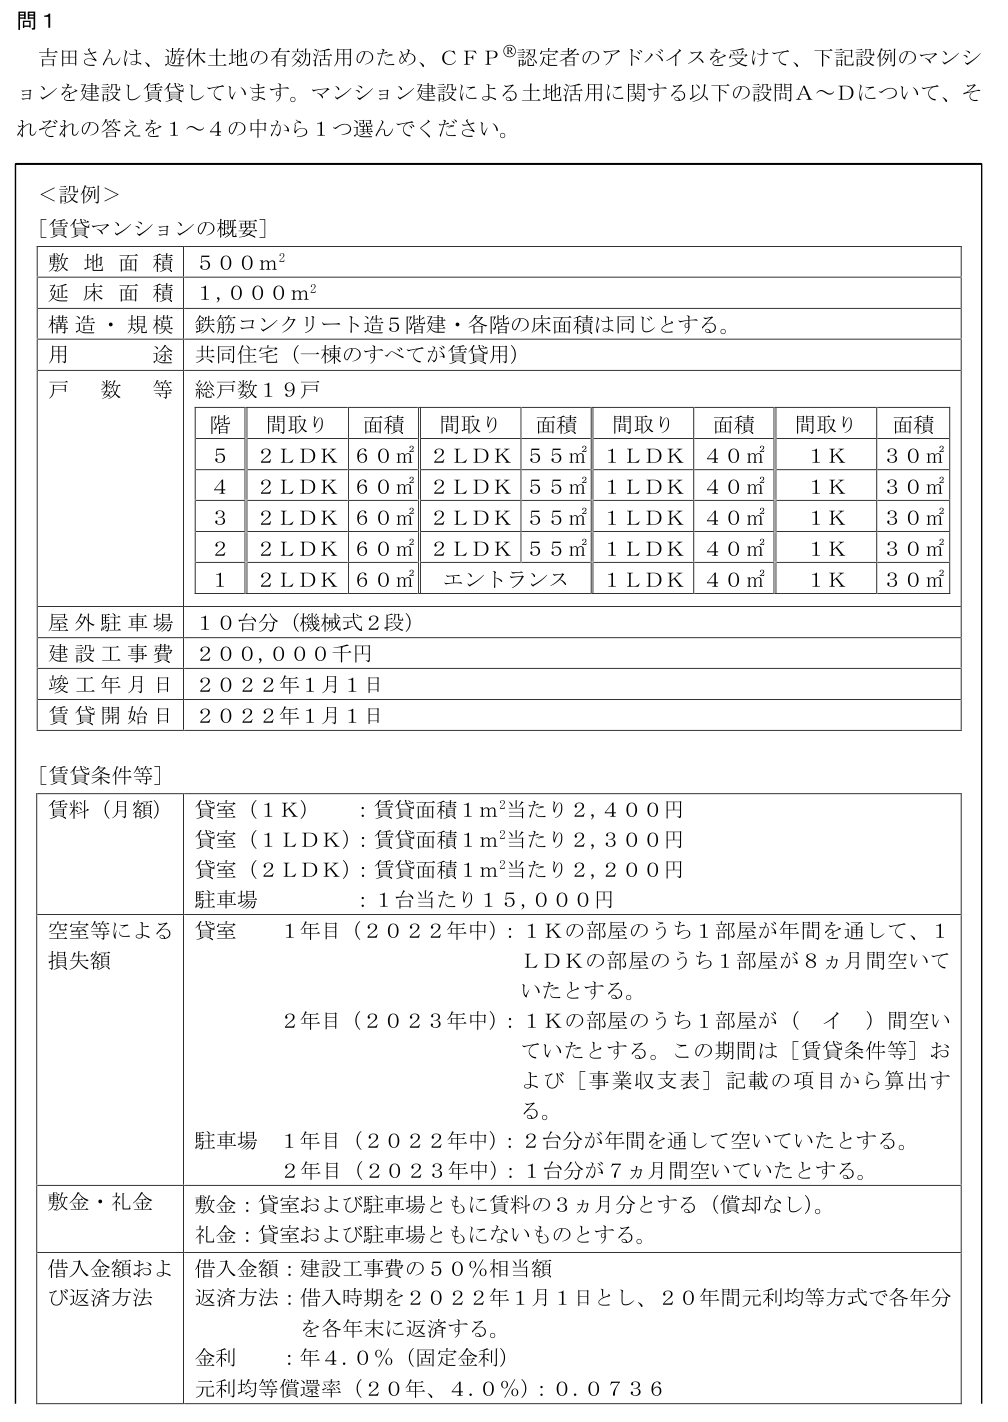 問1
吉田さんは、遊休土地の有効活用のため、CFP®認定者のアドバイスを受けて、下記設例のマンシ
ョンを建設し賃貸しています。マンション建設による土地活用に関する以下の設問A～Dについて、そ
れぞれの答えを1～4の中から1つ選んでください。
＜設例＞
［賃貸マンションの概要］
敷地面積 500m²
延床面積 1,000m²
構造・規模 鉄筋コンクリート造5階建・各階の床面積は同じとする。
用途 共同住宅（一棟のすべてが賃貸用）
戸数等 総戸数19戸
階 間取り 面積 間取り 面積 間取り 面積 間取り 面積
5 2LDK 60㎡ 2LDK 55㎡ 1LDK 40㎡ 1K 30㎡
4 2LDK 60㎡ 2LDK 55㎡ 1LDK 40㎡ 1K 30㎡
3 2LDK 60㎡ 2LDK 55㎡ 1LDK 40㎡ 1K 30㎡
2 2LDK 60㎡ 2LDK 55㎡ 1LDK 40㎡ 1K 30㎡
1 2LDK 60㎡ エントランス 1LDK 40㎡ 1K 30㎡
屋外駐車場 10台分（機械式2段）
建設工事費 200,000千円
竣工年月日 2022年1月1日
賃貸開始日 2022年1月1日
［賃貸条件等］
賃料（月額） 貸室（1K）：賃貸面積1m²当たり2,400円
貸室（1LDK）：賃貸面積1m²当たり2,300円
貸室（2LDK）：賃貸面積1m²当たり2,200円
駐車場：1台当たり15,000円
空室等による 貸室 1年目（2022年中）：1Kの部屋のうち1部屋が年間を通して、1
損失額 LDKの部屋のうち1部屋が8ヵ月間空いて
いたとする。
2年目（2023年中）：1Kの部屋のうち1部屋が（ イ ）間空い
ていたとする。この期間は［賃貸条件等］お
よび［事業収支表］記載の項目から算出す
る。
駐車場 1年目（2022年中）：2台分が年間を通して空いていたとする。
2年目（2023年中）：1台分が7ヵ月間空いていたとする。
敷金・礼金 敷金：貸室および駐車場ともに賃料の3ヵ月分とする（償却なし）。
礼金：貸室および駐車場ともにないものとする。
借入金額およ 借入金額：建設工事費の50％相当額
び返済方法 返済方法：借入時期を2022年1月1日とし、20年間元利均等方式で各年分
を各年末に返済する。
金利：年4.0％（固定金利）
元利均等償還率（20年、4.0％）：0.0736